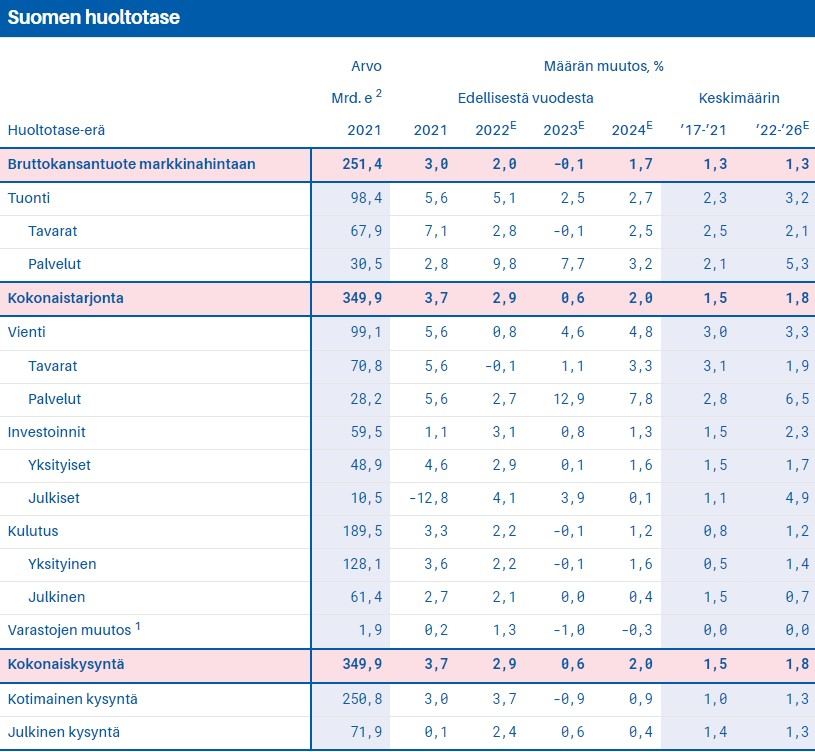 Suomen huoltotase
Arvo Määrän muutos, %
Mrd. e 2 Edellisestä vuodesta Keskimäärin
Huoltotase-erä 2021 2021 2022E 2023E 2024E ’17-’21 ’22-’26E
Bruttokansantuote markkinahintaan 251,4 3,0 2,0 -0,1 1,7 1,3 1,3
Tuonti 98,4 5,6 5,1 2,5 2,7 2,3 3,2
Tavarat 67,9 7,1 2,8 -0,1 2,5 2,5 2,1
Palvelut 30,5 2,8 9,8 7,7 3,2 2,1 5,3
Kokonaistarjonta 349,9 3,7 2,9 0,6 2,0 1,5 1,8
Vienti 99,1 5,6 0,8 4,6 4,8 3,0 3,3
Tavarat 70,8 5,6 -0,1 1,1 3,3 3,1 1,9
Palvelut 28,2 5,6 2,7 12,9 7,8 2,8 6,5
Investoinnit 59,5 1,1 3,1 0,8 1,3 1,5 2,3
Yksityiset 48,9 4,6 2,9 0,1 1,6 1,5 1,7
Julkiset 10,5 -12,8 4,1 3,9 0,1 1,1 4,9
Kulutus 189,5 3,3 2,2 -0,1 1,2 0,8 1,2
Yksityinen 128,1 3,6 2,2 -0,1 1,6 0,5 1,4
Julkinen 61,4 2,7 2,1 0,0 0,4 1,5 0,7
Varastojen muutos 1 1,9 0,2 1,3 -1,0 -0,3 0,0 0,0
Kokonaiskysyntä 349,9 3,7 2,9 0,6 2,0 1,5 1,8
Kotimainen kysyntä 250,8 3,0 3,7 -0,9 0,9 1,0 1,3
Julkinen kysyntä 71,9 0,1 2,4 0,6 0,4 1,4 1,3